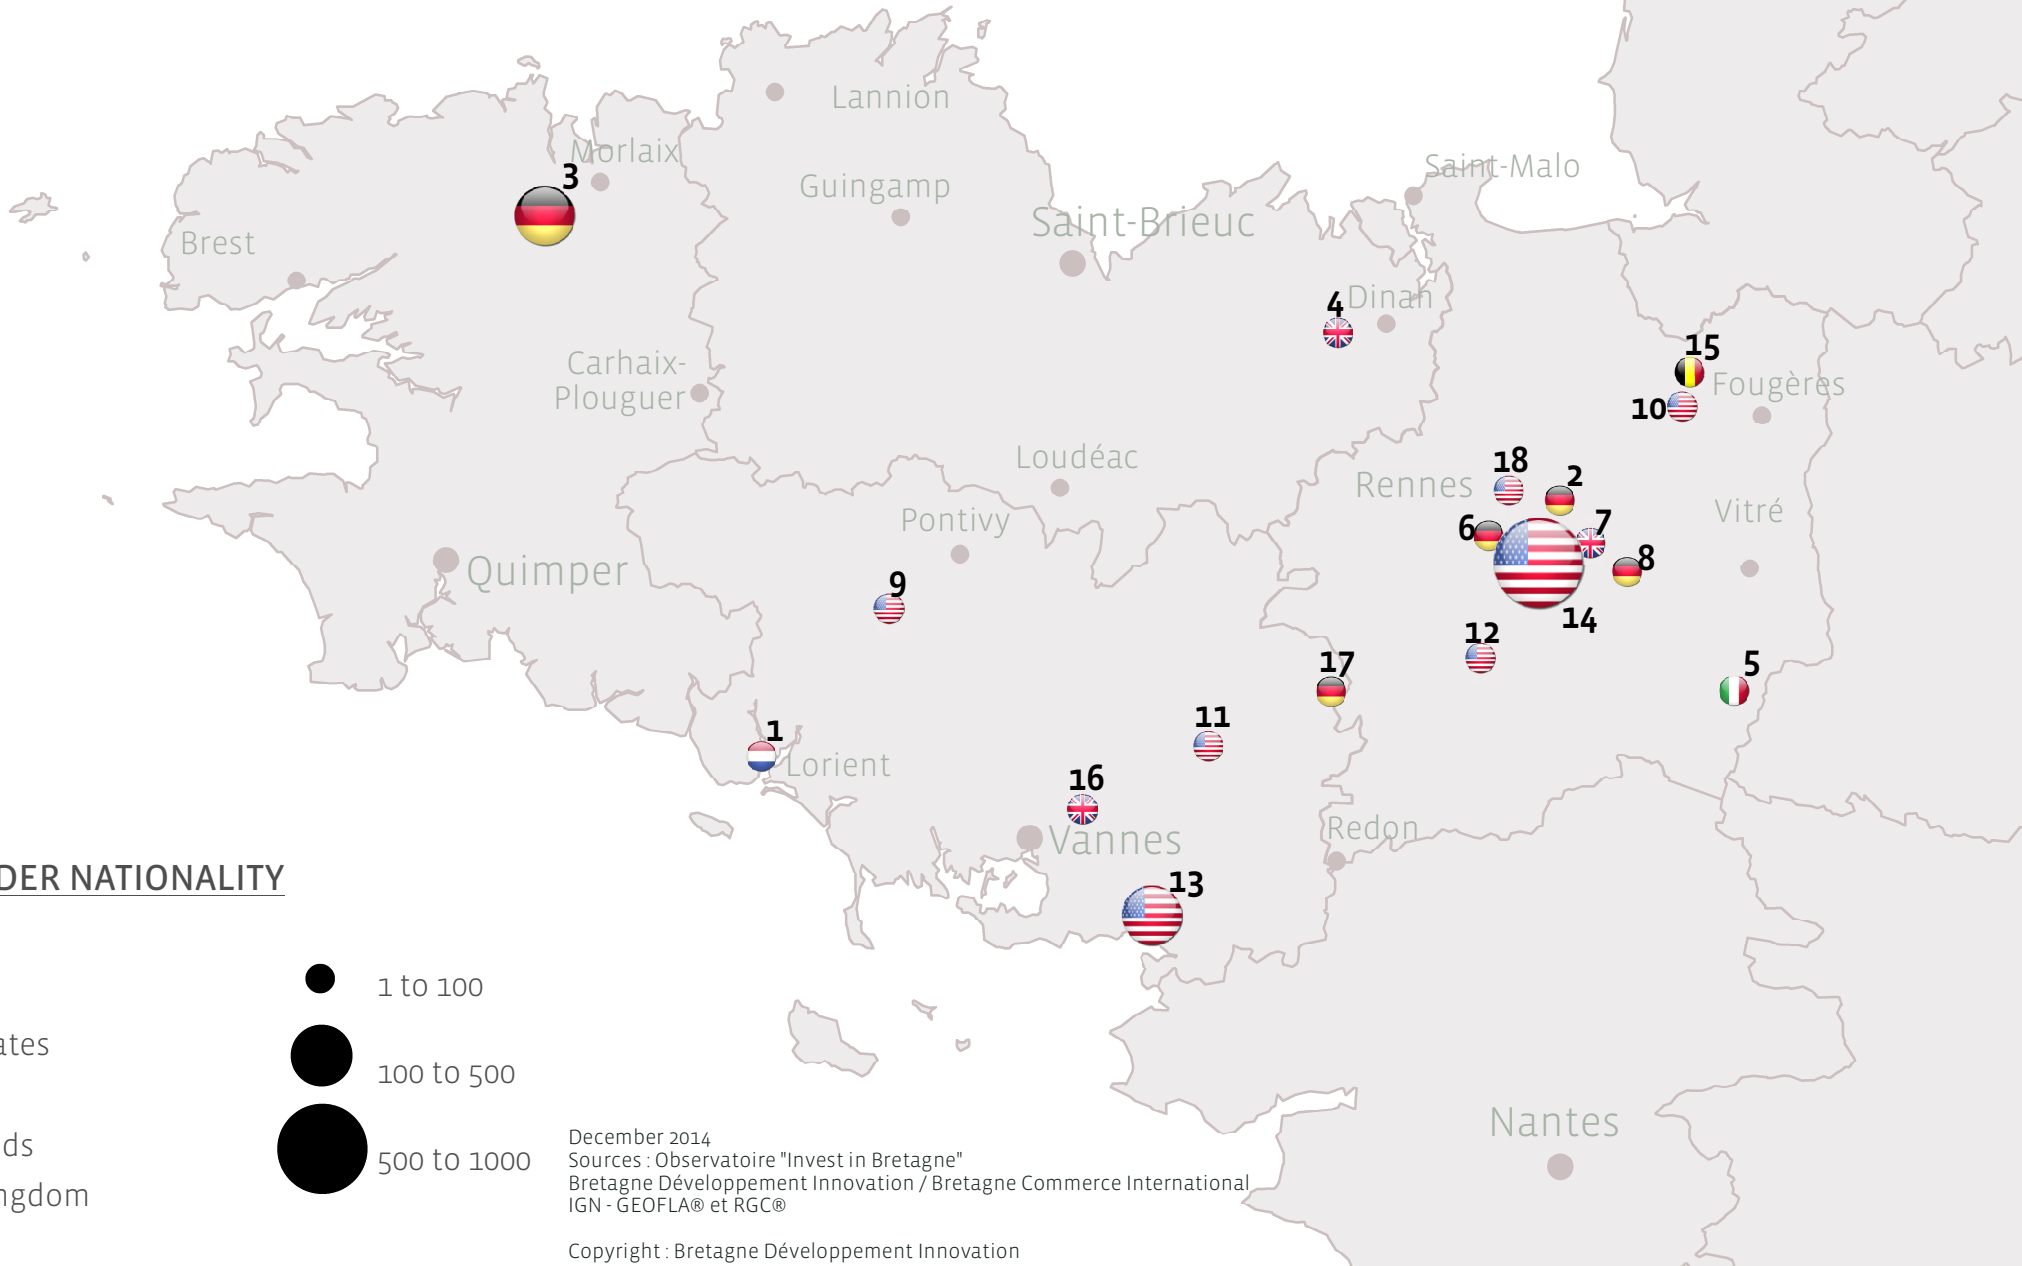 Lannion
Morlaix
3
Guingamp
Saint-Malo
Saint-Brieuc
Brest
4
Dinan
15
Carhaix-
Plouguer
Fougères
10
Loudéac
18
Rennes
2
Vitré
Pontivy
6
7
8
Quimper
9
14
12
17
5
11
1
Lorient
16
Redon
Vannes
DER NATIONALITY
13
1 to 100
ates
100 to 500
ds
500 to 1000
ngdom
Nantes
December 2014
Sources : Observatoire "Invest in Bretagne"
Bretagne Développement Innovation / Bretagne Commerce International
IGN - GEOFLA® et RGC®
Copyright : Bretagne Développement Innovation